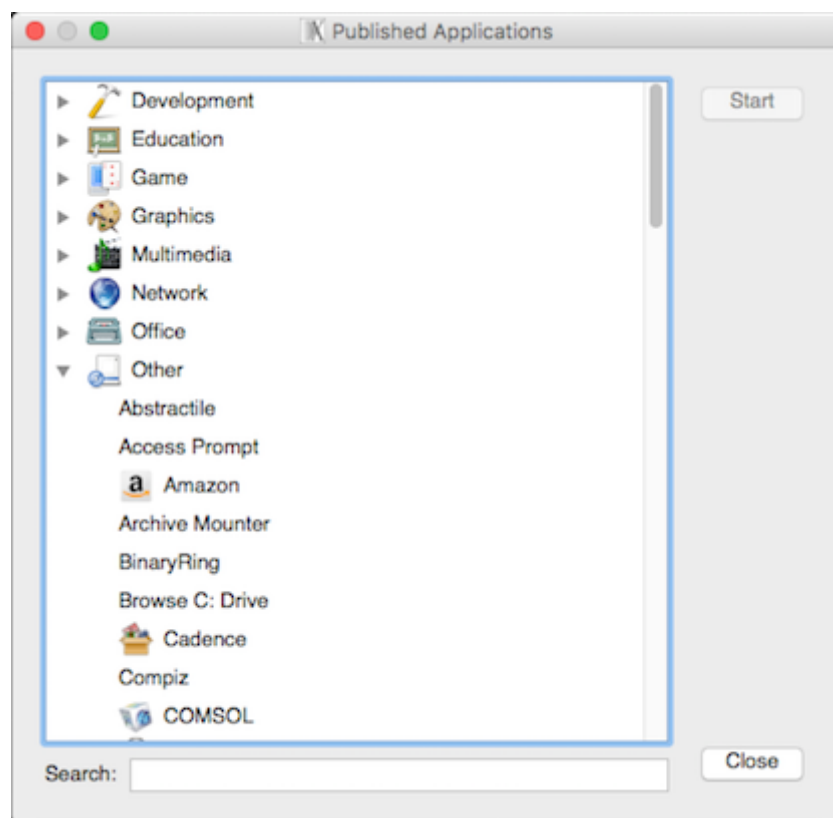 Published Applications
Development
Start
Education
Game
Graphics
Multimedia
Network
Office
Other
Abstractile
Access Prompt
a Amazon
Archive Mounter
BinaryRing
Browse C: Drive
Cadence
Compiz
COMSOL
Search:
Close